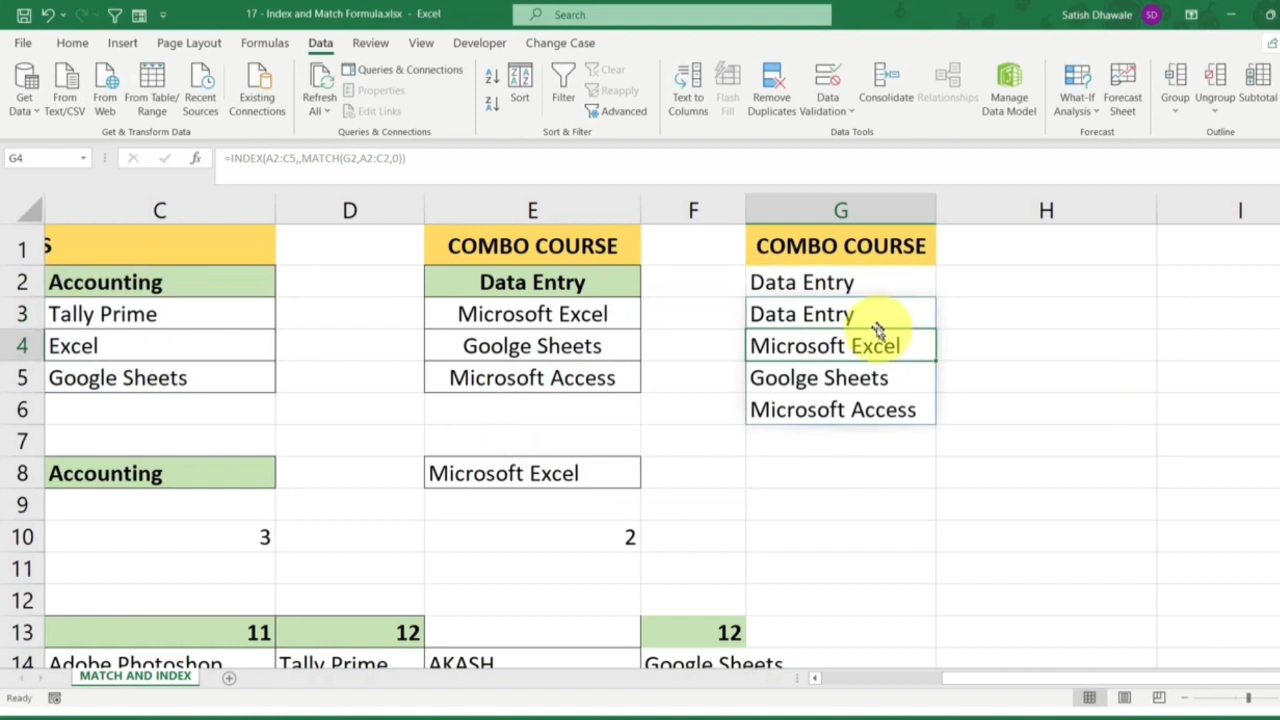 17 - Index and Match Formula.xlsx - Excel
Search
Satish Dhawale
SD
File Home Insert Page Layout Formulas Data Review View Developer Change Case
Get Data
From Text/CSV
From Web
From Table/ Range
Recent Sources
Existing Connections
Refresh All
Queries & Connections
Properties
Edit Links
Sort
Filter
Clear
Reapply
Advanced
Text to Columns
Flash Fill
Remove Duplicates
Data Validation
Consolidate
Relationships
Manage Data Model
What-If Analysis
Forecast Sheet
Group
Ungroup
Subtotal
Get & Transform Data
Queries & Connections
Sort & Filter
Data Tools
Forecast
Outline
G4
fx
=INDEX(A2:C5,,MATCH(G2,A2:C2,0))
C D E F G H I
1 S COMBO COURSE COMBO COURSE
2 Accounting Data Entry Data Entry
3 Tally Prime Microsoft Excel Data Entry
4 Excel Goolge Sheets Microsoft Excel
5 Google Sheets Microsoft Access Goolge Sheets
6 Microsoft Access
7
8 Accounting Microsoft Excel
9
10 3 2
11
12
13 11 12 12
14 Adobe Photoshop Tally Prime AKASH Google Sheets
MATCH AND INDEX
Ready